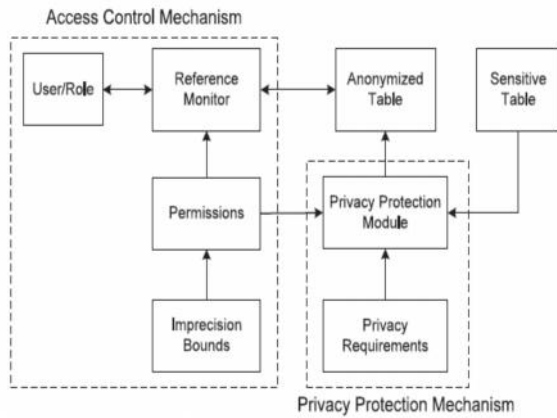 Access Control Mechanism
User/Role
Reference
Monitor
Anonymized
Table
Sensitive
Table
Permissions
Privacy Protection
Module
Imprecision
Bounds
Privacy
Requirements
Privacy Protection Mechanism